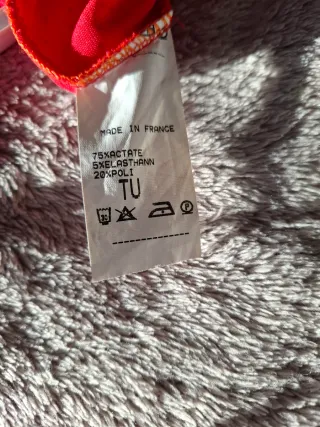 MADE IN FRANCE
75%ACTATE
5%ELASTHANN
20%POLI
TU
P
--------------